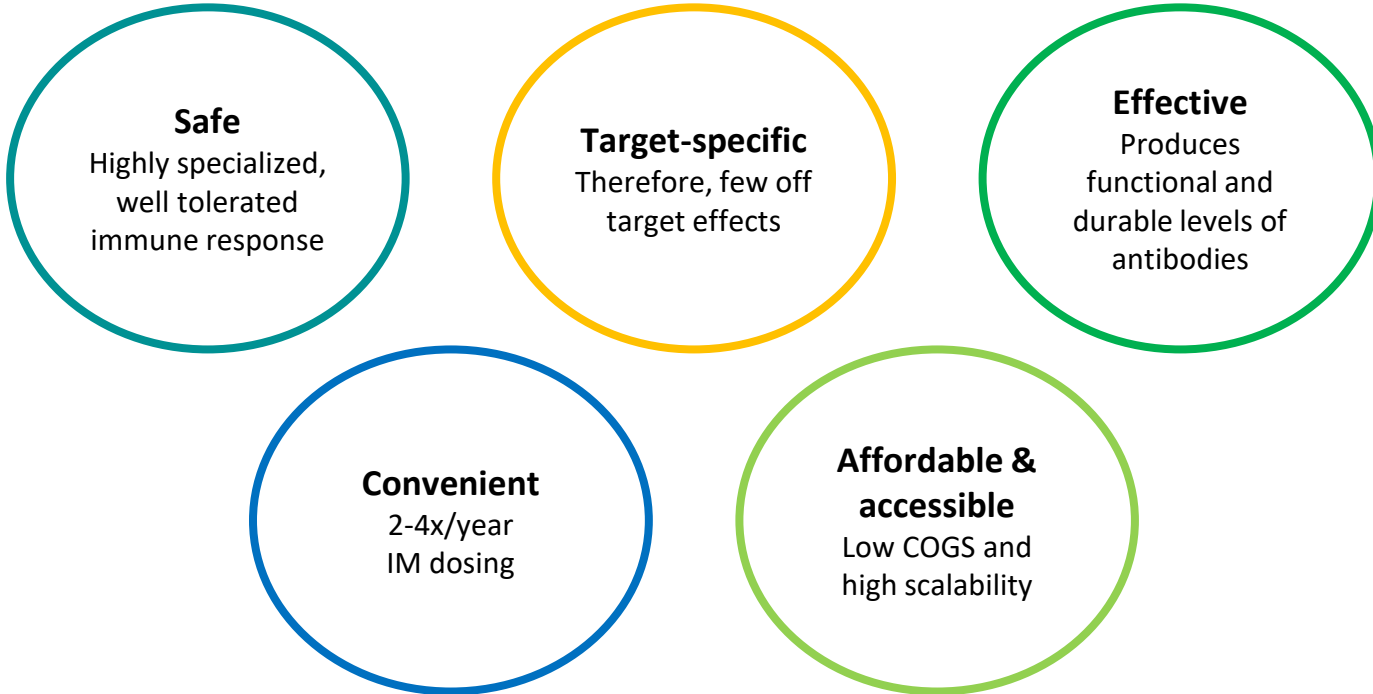 Safe
Highly specialized,
well tolerated
immune response
Target-specific
Therefore, few off
target effects
Effective
Produces
functional and
durable levels of
antibodies
Convenient
2-4x/year
IM dosing
Affordable &
accessible
Low COGS and
high scalability